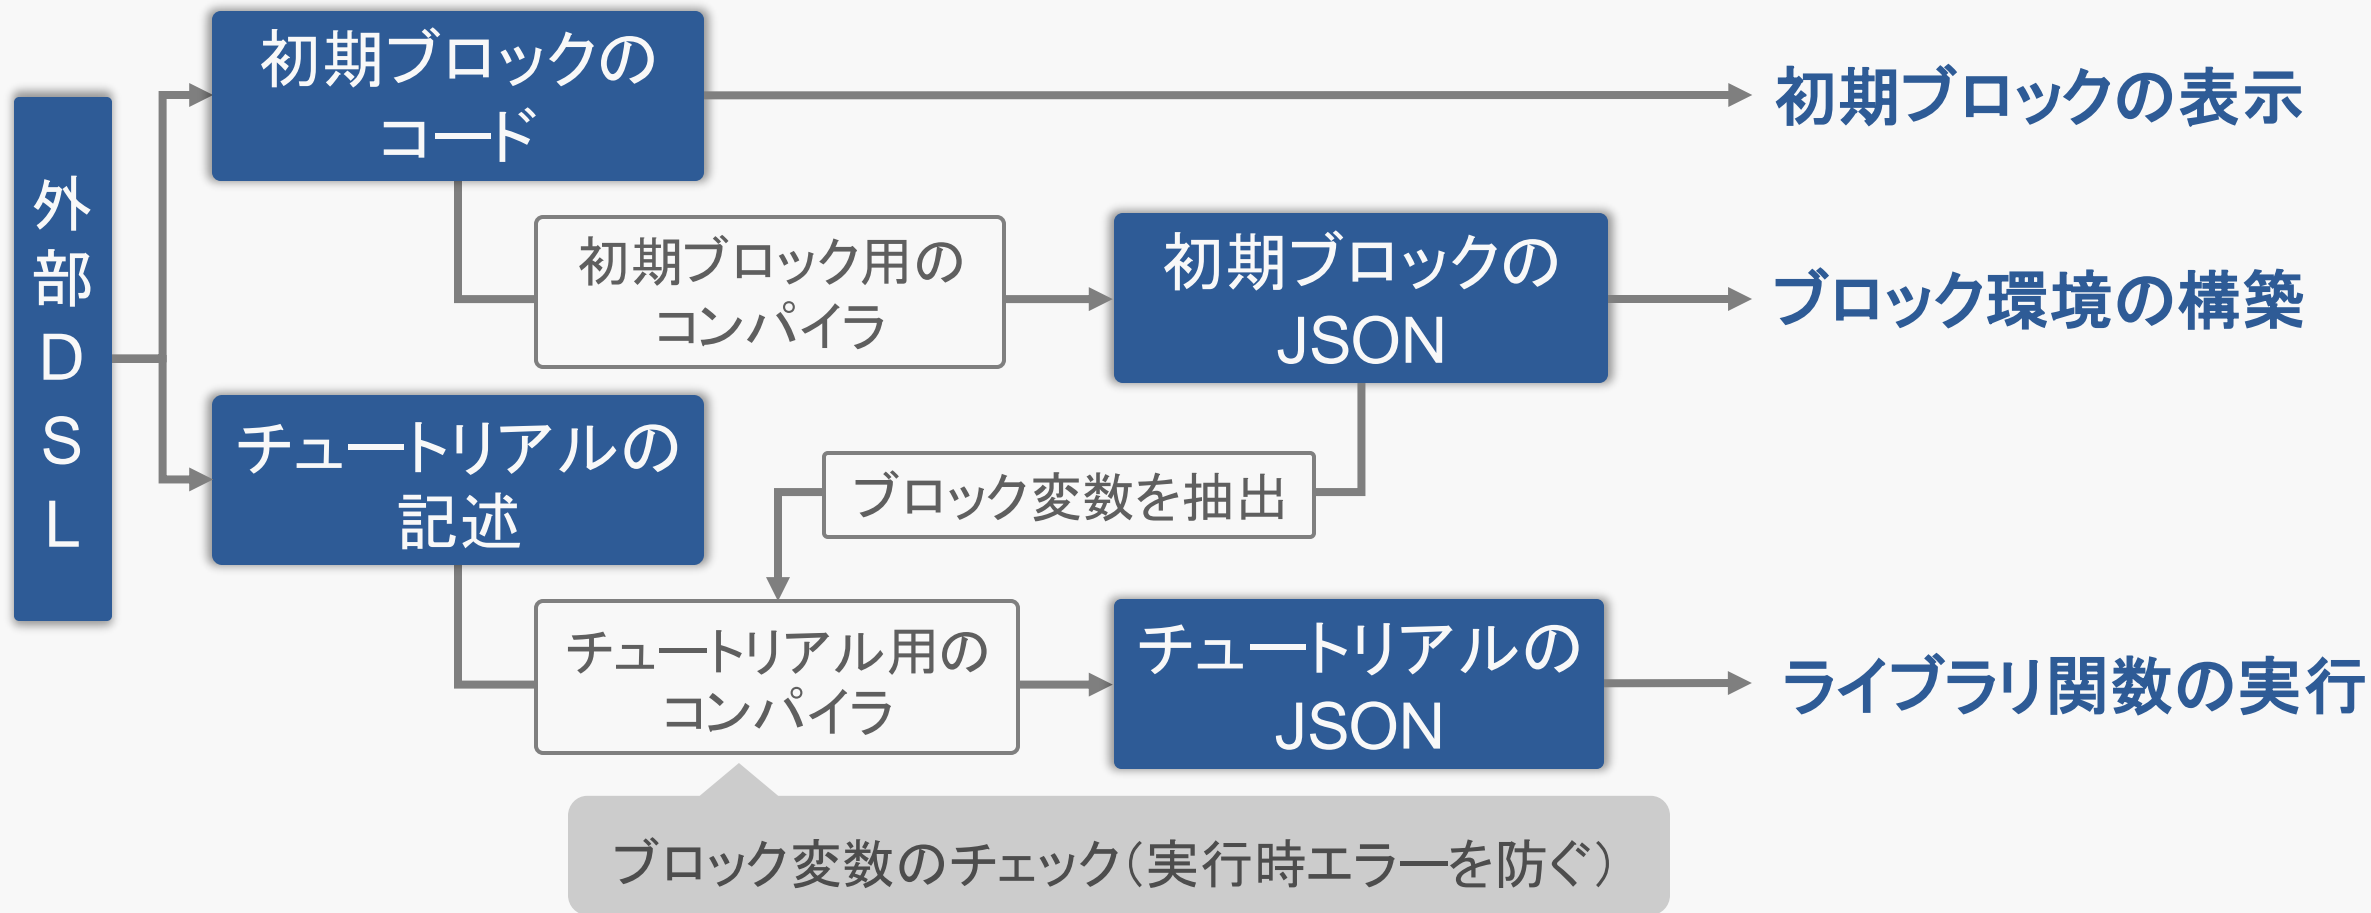 外部DSL
初期ブロックの
コード
初期ブロックの表示
初期ブロック用の
コンパイラ
初期ブロックの
JSON
ブロック環境の構築
チュートリアルの
記述
ブロック変数を抽出
チュートリアル用の
コンパイラ
チュートリアルの
JSON
ライブラリ関数の実行
ブロック変数のチェック（実行時エラーを防ぐ）